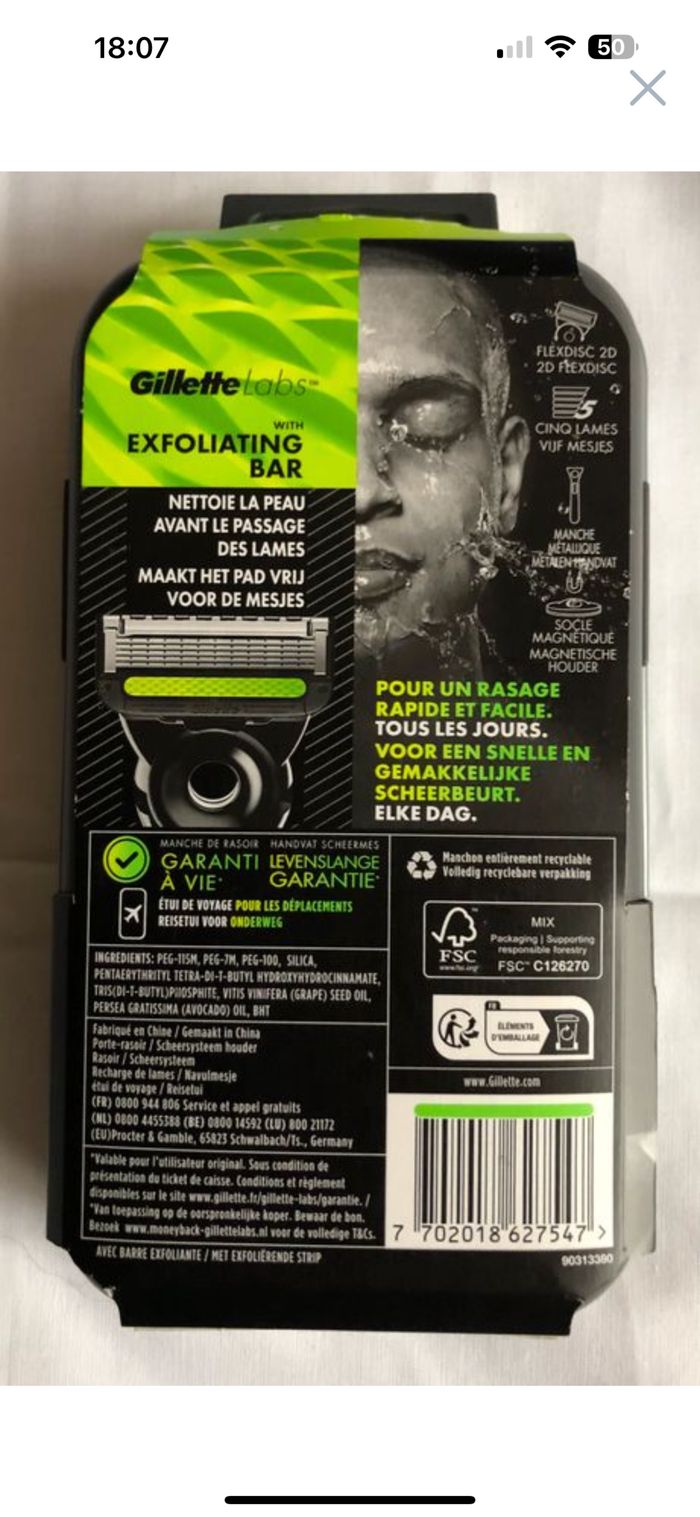 18:07
50
GilletteLabs™
WITH
EXFOLIATING
BAR
NETTOIE LA PEAU
AVANT LE PASSAGE
DES LAMES
MAAKT HET PAD VRIJ
VOOR DE MESJES
FLEXDISC 2D
2D FLEXDISC
5
CINQ LAMES
VIJF MESJES
MANCHE
MÉTALLIQUE
METALEN HANDVAT
SOCLE
MAGNÉTIQUE
MAGNETISCHE
HOUDER
POUR UN RASAGE
RAPIDE ET FACILE.
TOUS LES JOURS.
VOOR EEN SNELLE EN
GEMAKKELIJKE
SCHEERBEURT.
ELKE DAG.
MANCHE DE RASOIR HANDVAT SCHEERMES
GARANTI LEVENSLANGE
À VIE* GARANTIE*
ÉTUI DE VOYAGE POUR LES DÉPLACEMENTS
REISETUI VOOR ONDERWEG
INGREDIENTS: PEG-115M, PEG-7M, PEG-100, SILICA,
PENTAERYTHRITYL TETRA-DI-T-BUTYL HYDROXYHYDROCINNAMATE,
TRIS(DI-T-BUTYL)PHOSPHITE, VITIS VINIFERA (GRAPE) SEED OIL,
PERSEA GRATISSIMA (AVOCADO) OIL, BHT
Fabriqué en Chine / Gemaakt in China
Porte-rasoir / Scheersysteem houder
Rasoir / Scheersysteem
Recharge de lames / Navulmesje
étui de voyage / Reisetui
(FR) 0800 944 806 Service et appel gratuits
(NL) 0800 4455388 (BE) 0800 14592 (LU) 800 21172
(EU)Procter & Gamble, 65823 Schwalbach/Ts., Germany
*Valable pour l'utilisateur original. Sous condition de
présentation du ticket de caisse. Conditions et règlement
disponibles sur le site www.gillette.fr/gillette-labs/garantie. /
*Van toepassing op de oorspronkelijke koper. Bewaar de bon.
Bezoek www.moneyback-gillettelabs.nl voor de volledige T&Cs.
AVEC BARRE EXFOLIANTE / MET EXFOLIËRENDE STRIP
Manchon entièrement recyclable
Volledig recyclebare verpakking
FSC™
www.fsc.org
MIX
Packaging | Supporting
responsible forestry
FSC™ C126270
FR
ÉLÉMENTS
D'EMBALLAGE
www.Gillette.com
7 702018 627547 >
90313380